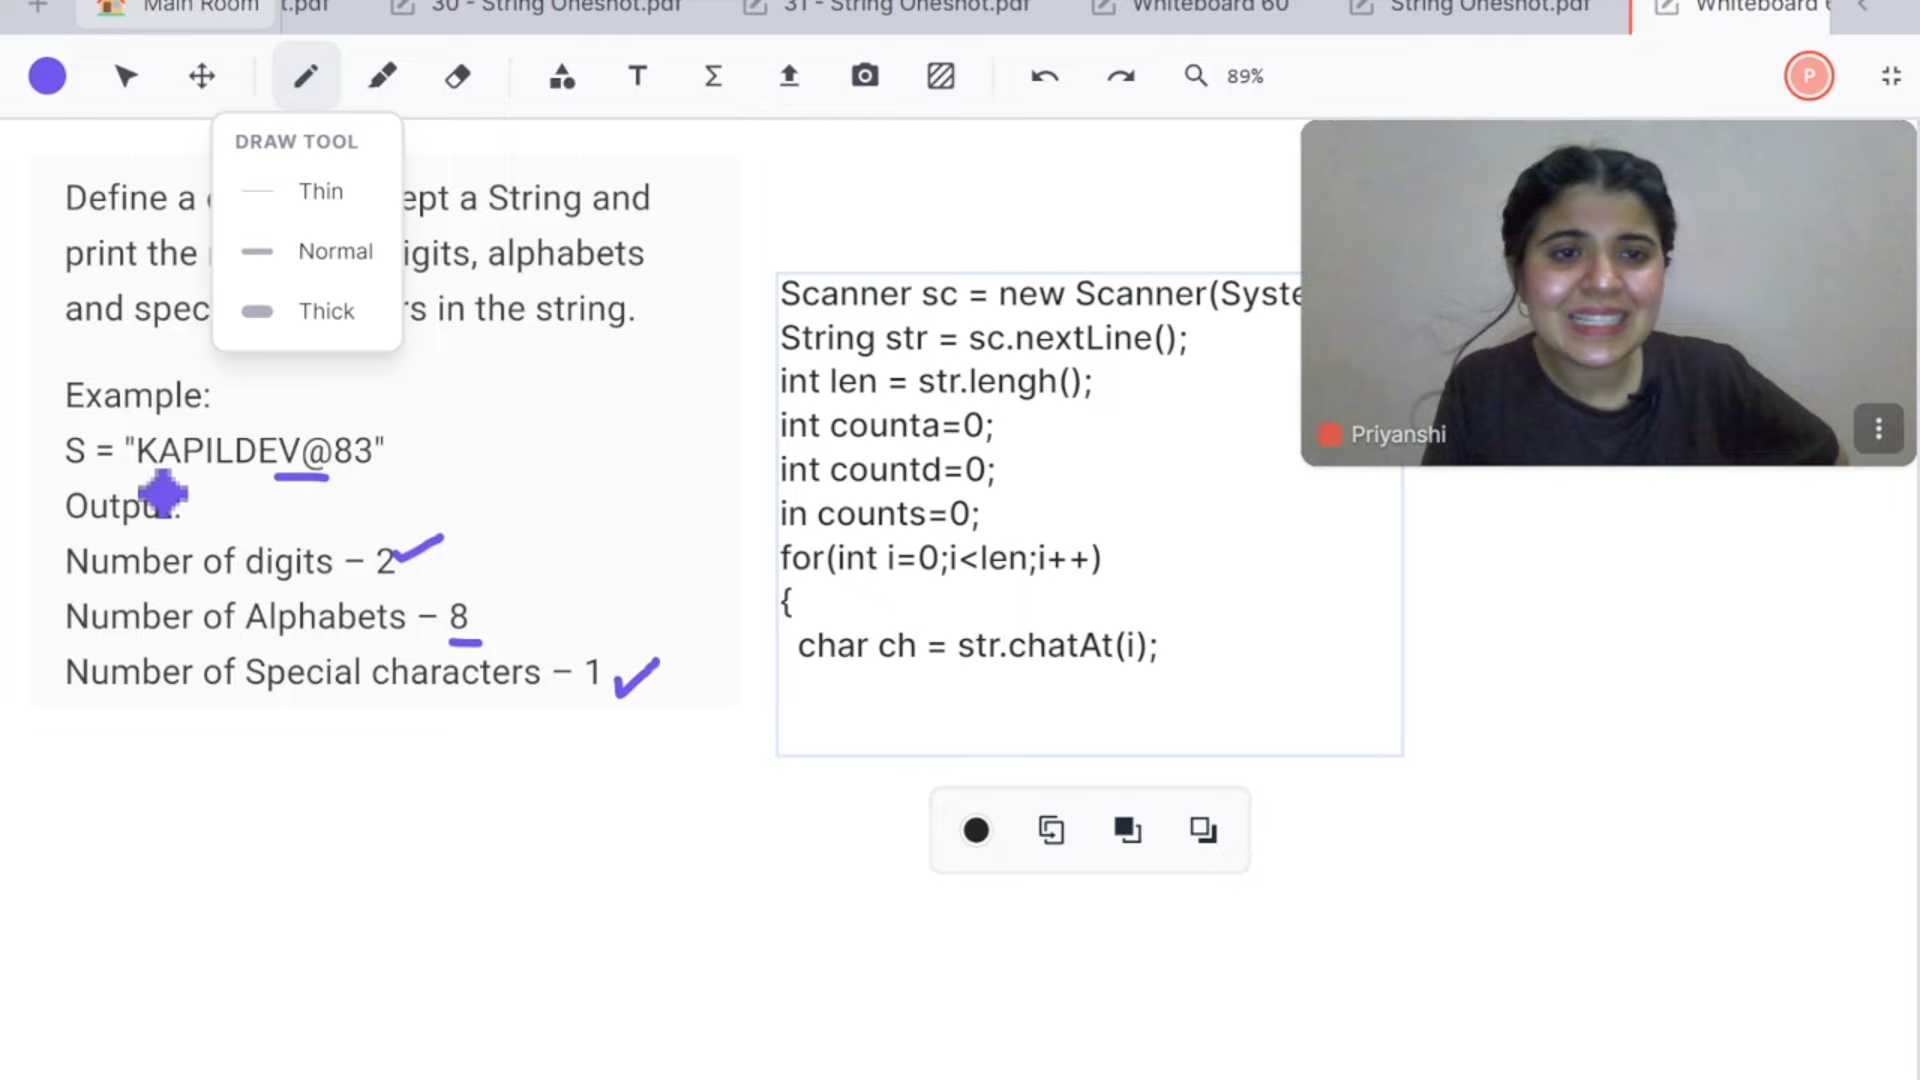 Main Room
t.pdf
30 - String Oneshot.pdf
31 - String Oneshot.pdf
Whiteboard 60
String Oneshot.pdf
Whiteboard
T
Σ
89%
P
DRAW TOOL
Thin
Normal
Thick
Define a ept a String and
print the igits, alphabets
and spec rs in the string.
Example:
S = "KAPILDEV@83"
Output:
Number of digits – 2
Number of Alphabets – 8
Number of Special characters – 1
Scanner sc = new Scanner(Syste
String str = sc.nextLine();
int len = str.lengh();
int counta=0;
int countd=0;
in counts=0;
for(int i=0;i<len;i++)
{
char ch = str.chatAt(i);
Priyanshi